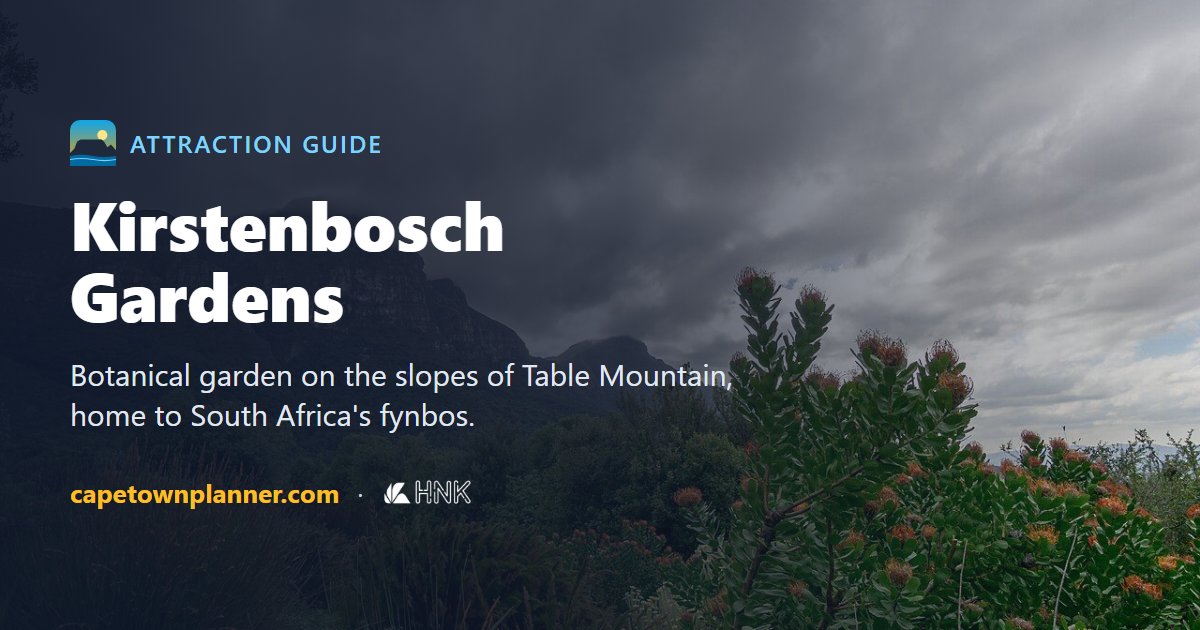 ATTRACTION GUIDE
Kirstenbosch
Gardens
Botanical garden on the slopes of Table Mountain,
home to South Africa's fynbos.
capetownplanner.com · HNK